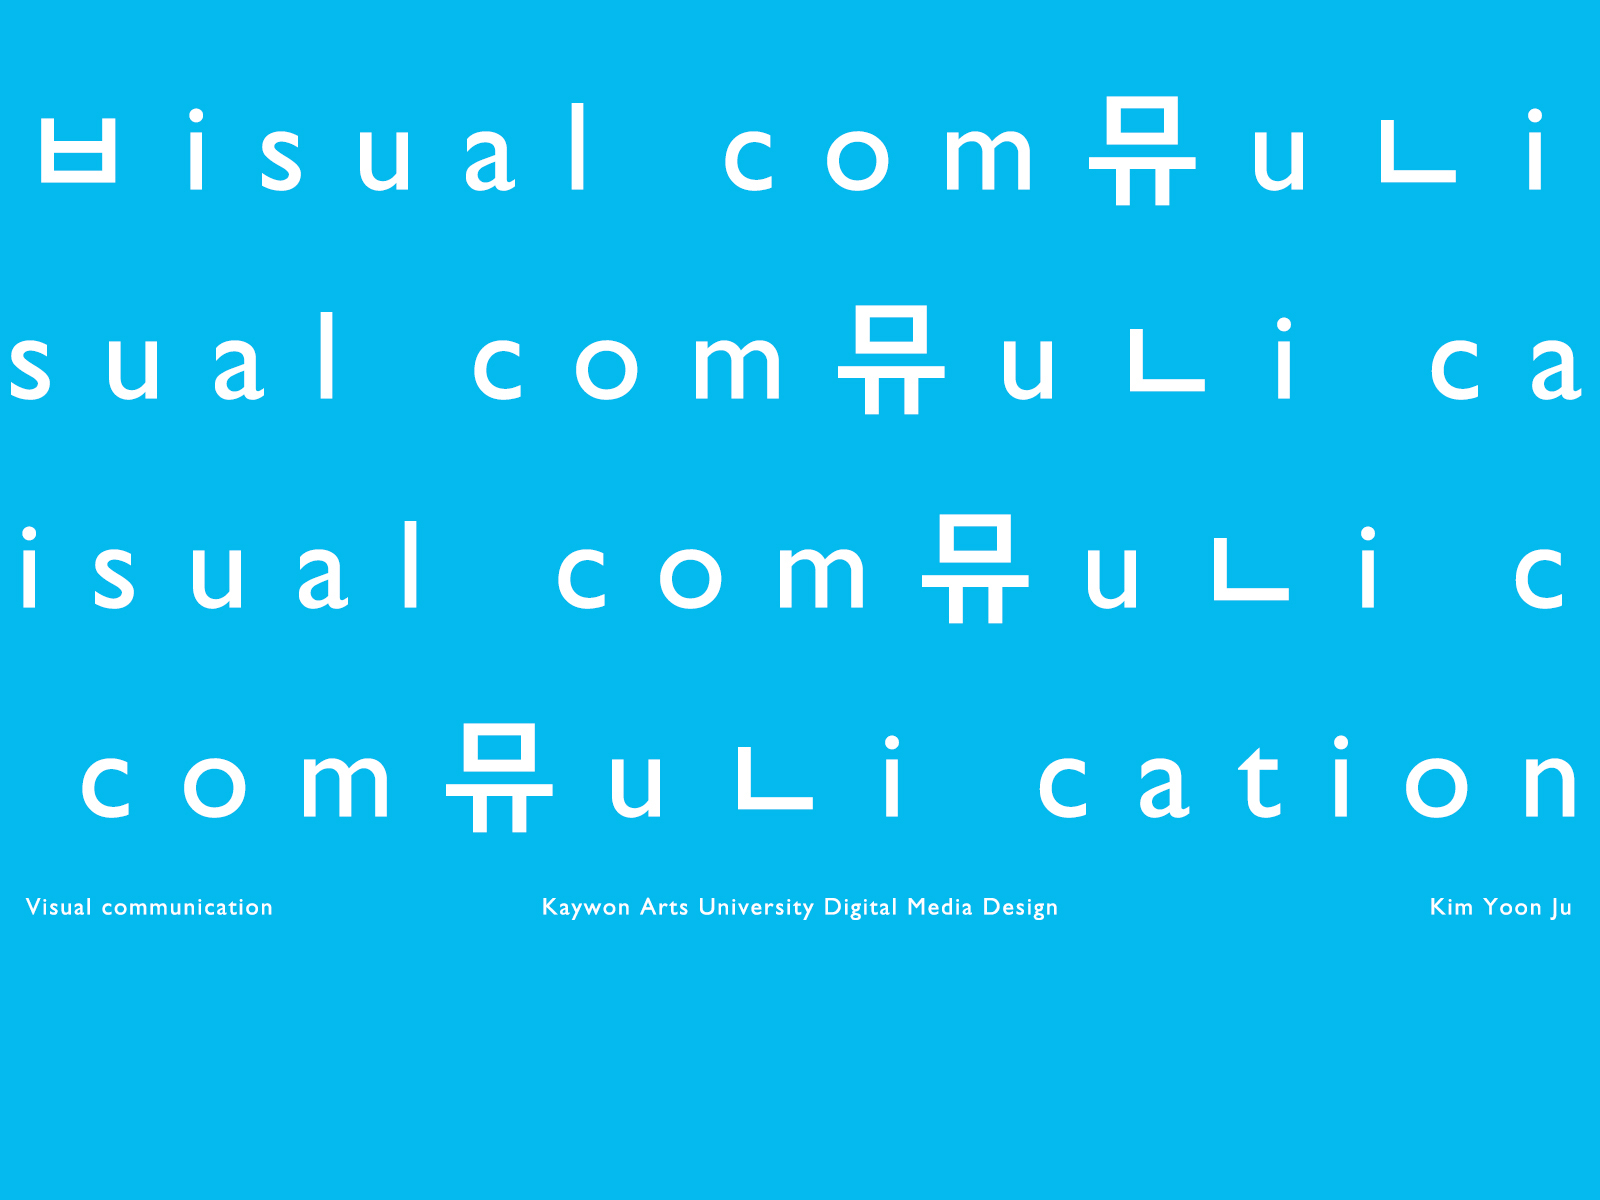 ㅂisual com뮤uㄴi
sual com뮤uㄴi ca
isual com뮤uㄴi c
com뮤uㄴi cation
Visual communication Kaywon Arts University Digital Media Design Kim Yoon Ju